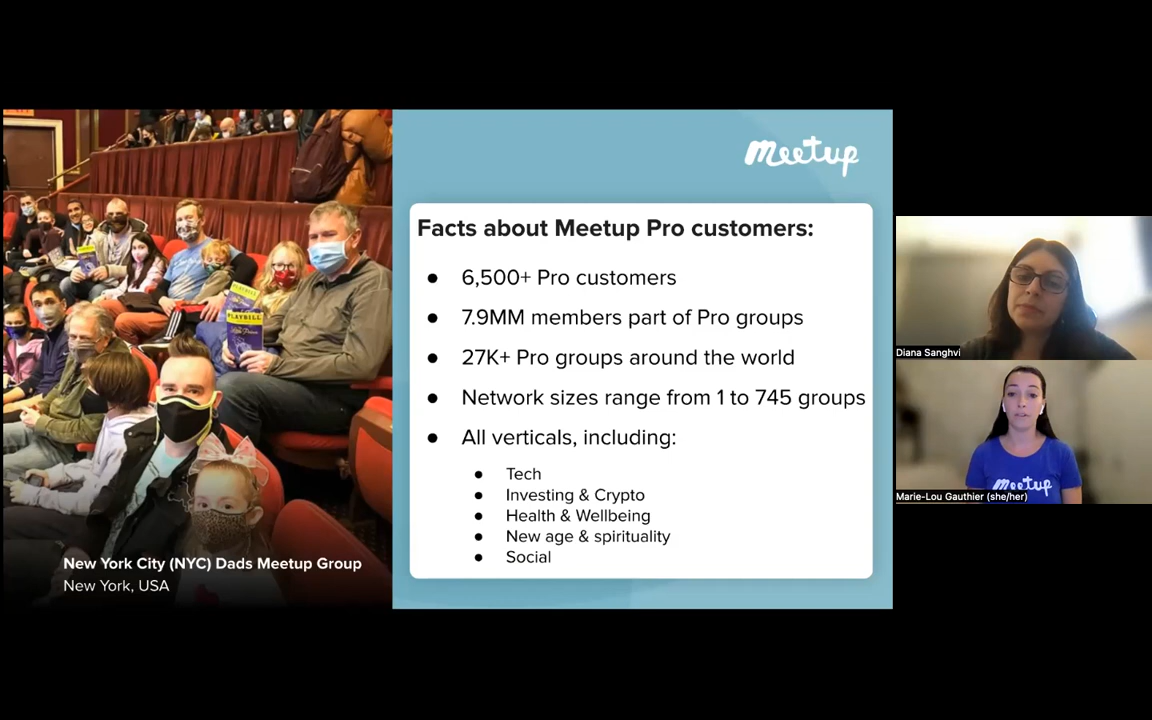 meetup
Facts about Meetup Pro customers:
● 6,500+ Pro customers
● 7.9MM members part of Pro groups
● 27K+ Pro groups around the world
● Network sizes range from 1 to 745 groups
● All verticals, including:
● Tech
● Investing & Crypto
● Health & Wellbeing
● New age & spirituality
● Social
PLAYBILL
New York City (NYC) Dads Meetup Group
New York, USA
Diana Sanghvi
meetup
Marie-Lou Gauthier (she/her)